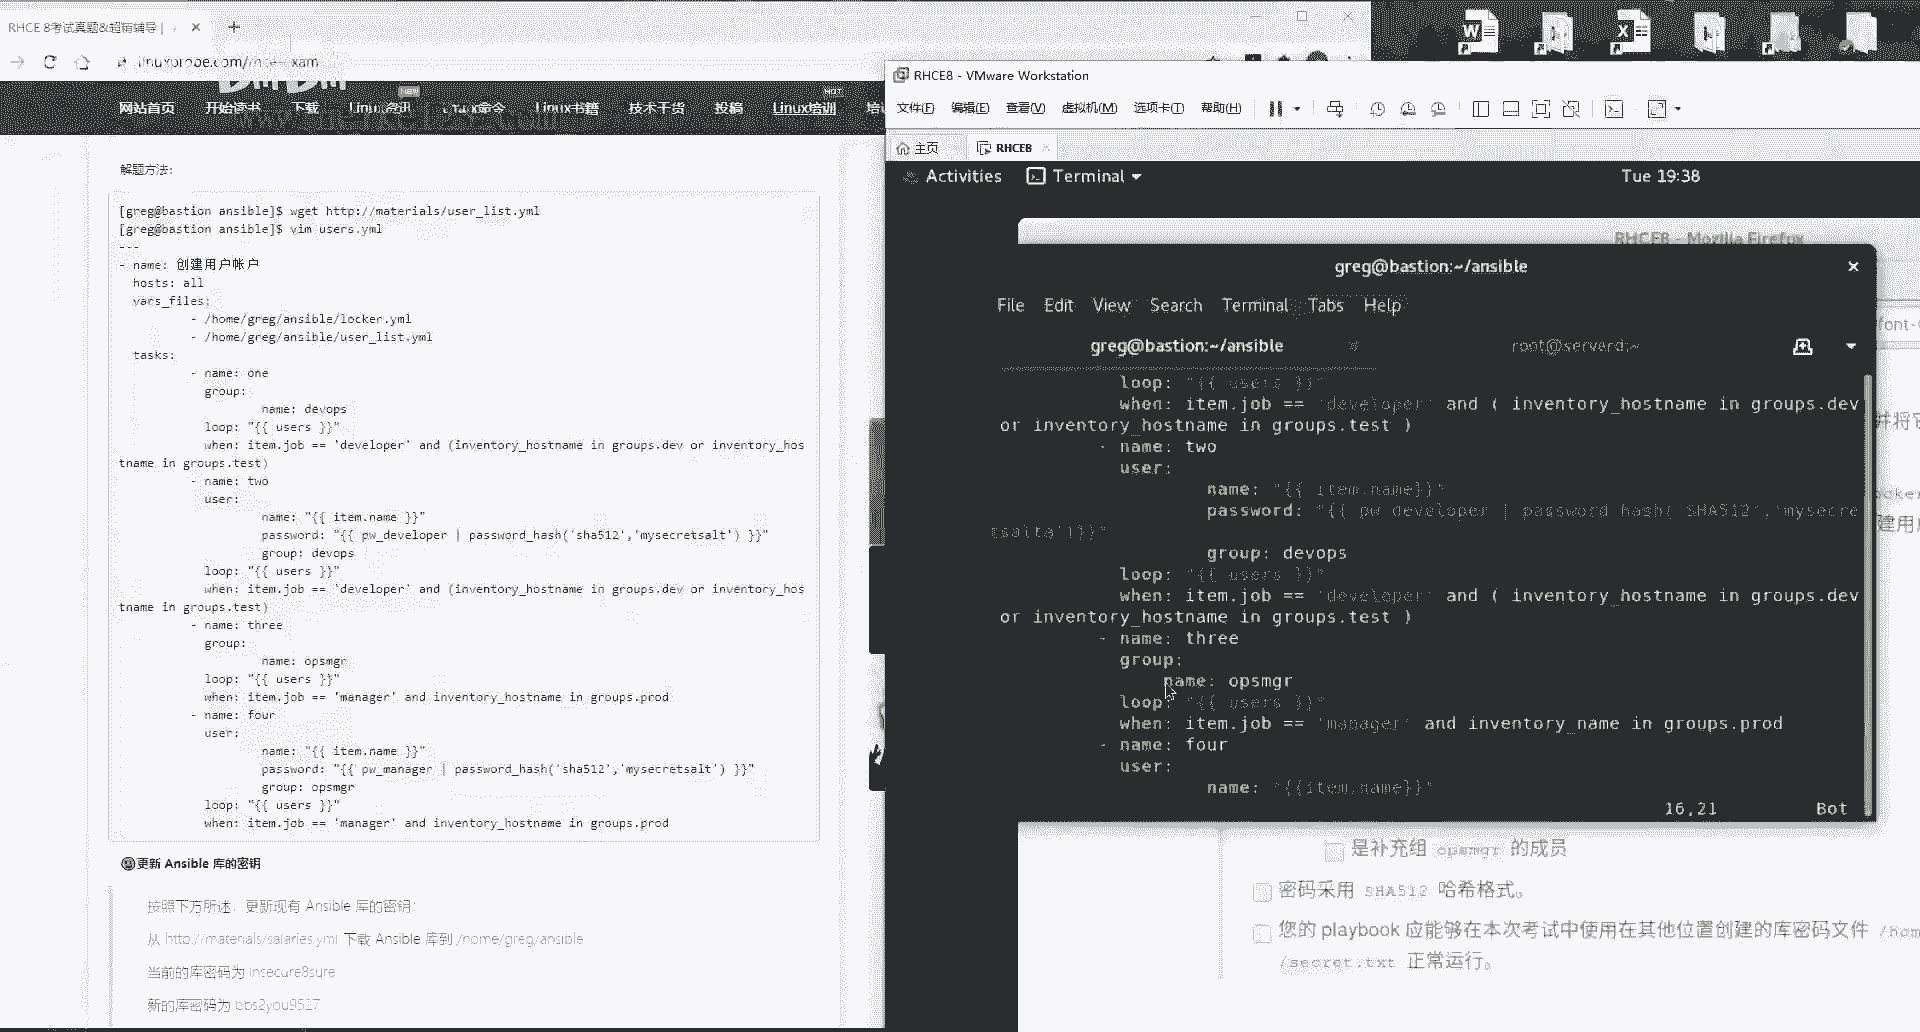 RHCE 8考试真题&超精辅导 |
linuxprobe.com/rhce-exam
网站首页 开始读书 下载 Linux资讯 NEW Linux命令 Linux书籍 技术干货 投稿 Linux培训 HOT
解题方法:
[greg@bastion ansible]$ wget http://materials/user_list.yml
[greg@bastion ansible]$ vim users.yml
---
- name: 创建用户帐户
hosts: all
vars_files:
- /home/greg/ansible/locker.yml
- /home/greg/ansible/user_list.yml
tasks:
- name: one
group:
name: devops
loop: "{{ users }}"
when: item.job == 'developer' and (inventory_hostname in groups.dev or inventory_hos
tname in groups.test)
- name: two
user:
name: "{{ item.name }}"
password: "{{ pw_developer | password_hash('sha512','mysecretsalt') }}"
group: devops
loop: "{{ users }}"
when: item.job == 'developer' and (inventory_hostname in groups.dev or inventory_hos
tname in groups.test)
- name: three
group:
name: opsmgr
loop: "{{ users }}"
when: item.job == 'manager' and inventory_hostname in groups.prod
- name: four
user:
name: "{{ item.name }}"
password: "{{ pw_manager | password_hash('sha512','mysecretsalt') }}"
group: opsmgr
loop: "{{ users }}"
when: item.job == 'manager' and inventory_hostname in groups.prod
更新 Ansible 库的密钥
按照下方所述，更新现有 Ansible 库的密钥:
从 http://materials/salaries.yml 下载 Ansible 库到 /home/greg/ansible
当前的库密码为 insecure8sure
新的库密码为 bbs2you9527
RHCE8 - VMware Workstation
文件(F) 编辑(E) 查看(V) 虚拟机(M) 选项卡(T) 帮助(H)
主页 RHCE8
Activities Terminal Tue 19:38
RHCE8 - Mozilla Firefox
greg@bastion:~/ansible
File Edit View Search Terminal Tabs Help
greg@bastion:~/ansible root@serverd:~
loop: "{{ users }}"
when: item.job == 'developer' and ( inventory_hostname in groups.dev
or inventory_hostname in groups.test )
- name: two
user:
name: "{{ item.name}}"
password: "{{ pw_developer | password_hash('SHA512','mysecre
tsalta')}}"
group: devops
loop: "{{ users }}"
when: item.job == 'developer' and ( inventory_hostname in groups.dev
or inventory_hostname in groups.test )
- name: three
group:
name: opsmgr
loop: "{{ users }}"
when: item.job == 'manager' and inventory_name in groups.prod
- name: four
user:
name: "{{item.name}}"
16,21 Bot
是补充组 opsmgr 的成员
密码采用 SHA512 哈希格式。
您的 playbook 应能够在本次考试中使用在其他位置创建的库密码文件 /hom
/secret.txt 正常运行。